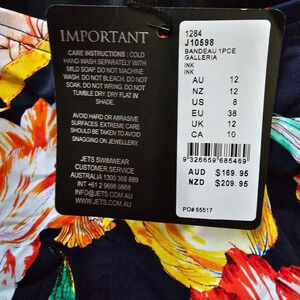 IMPORTANT
CARE INSTRUCTIONS : COLD
HAND WASH SEPARATELY WITH
MILD SOAP. DO NOT MACHINE
WASH. DO NOT BLEACH. DO NOT
SOAK. DO NOT WRING. DO NOT
TUMBLE DRY. DRY FLAT IN
SHADE.
AVOID HARD OR ABRASIVE
SURFACES. EXTREME CARE
SHOULD BE TAKEN TO AVOID
SNAGGING ON JEWELLERY.
JETS SWIMWEAR
CUSTOMER SERVICE
AUSTRALIA 1300 368 889
INT +61 2 9698 6668
JETS.COM.AU
JETS.COM
1284
J10598
BANDEAU 1PCE
GALLERIA
INK
INK
AU 12
NZ 12
US 8
EU 38
UK 12
CA 10
9 326659 685469
AUD $169.95
NZD $209.95
PO# 55517